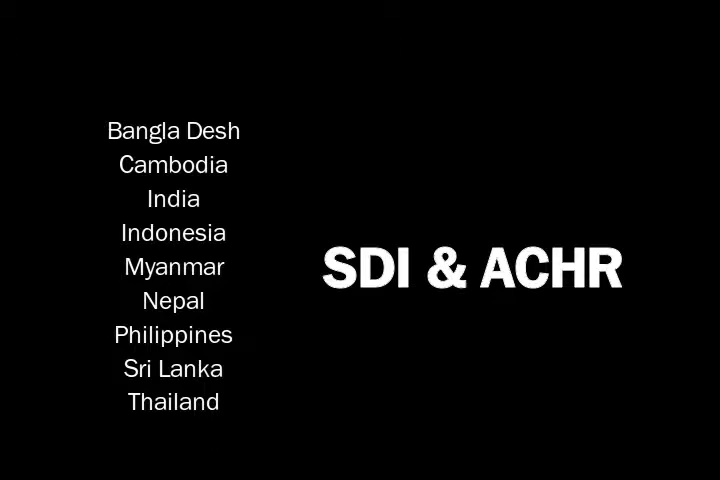 Bangla Desh
Cambodia
India
Indonesia
Myanmar
Nepal
Philippines
Sri Lanka
Thailand
SDI & ACHR